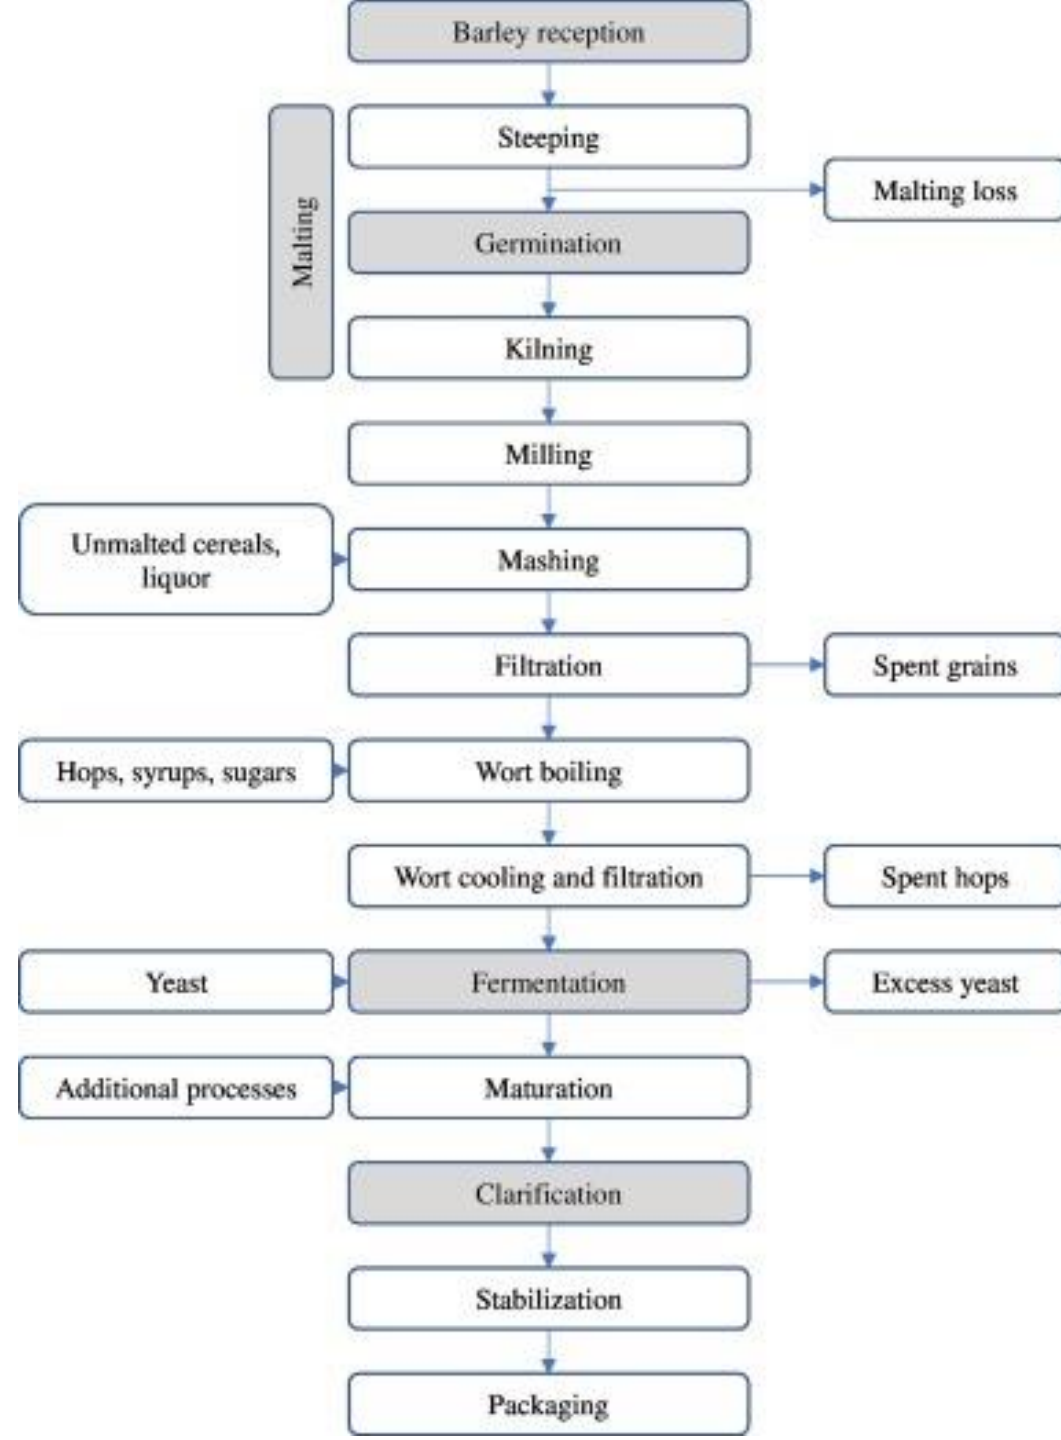 Barley reception
Steeping
Malting loss
Malting
Germination
Kilning
Milling
Unmalted cereals,
liquor
Mashing
Filtration
Spent grains
Hops, syrups, sugars
Wort boiling
Wort cooling and filtration
Spent hops
Yeast
Fermentation
Excess yeast
Additional processes
Maturation
Clarification
Stabilization
Packaging